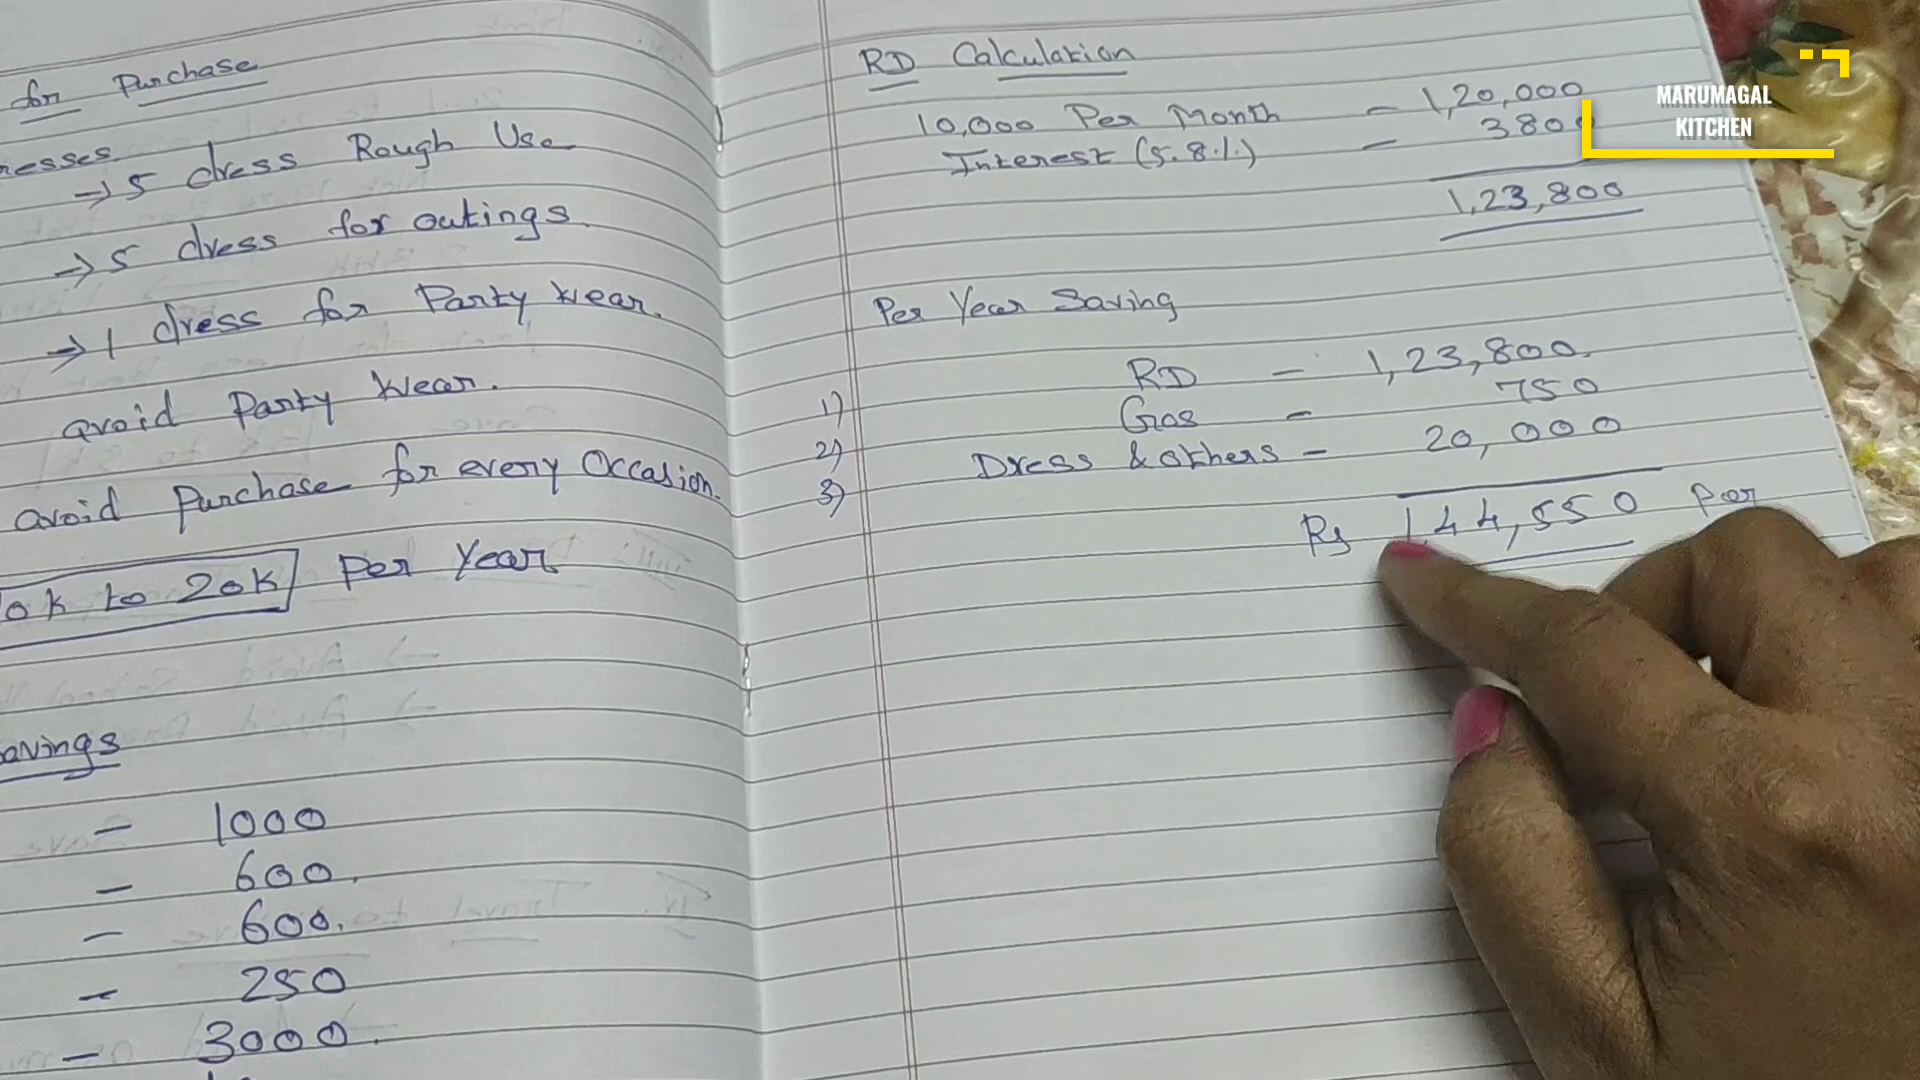 for Purchase
resses
→ 5 dress Rough Use
→ 5 dress for outings.
→ 1 dress for Party Wear.
avoid Party Wear.
avoid Purchase for every Occasion.
0k to 20k Per Year
avings
- 1000
- 600.
- 600.
- 250
- 3000.
RD Calculation
10,000 Per Month - 1,20,000
Interest (5.8%) - 3800
1,23,800
Per Year Saving
1) RD - 1,23,800.
2) Gas - 750
3) Dress & others - 20,000
Rs 1,44,550 per
MARUMAGAL
KITCHEN